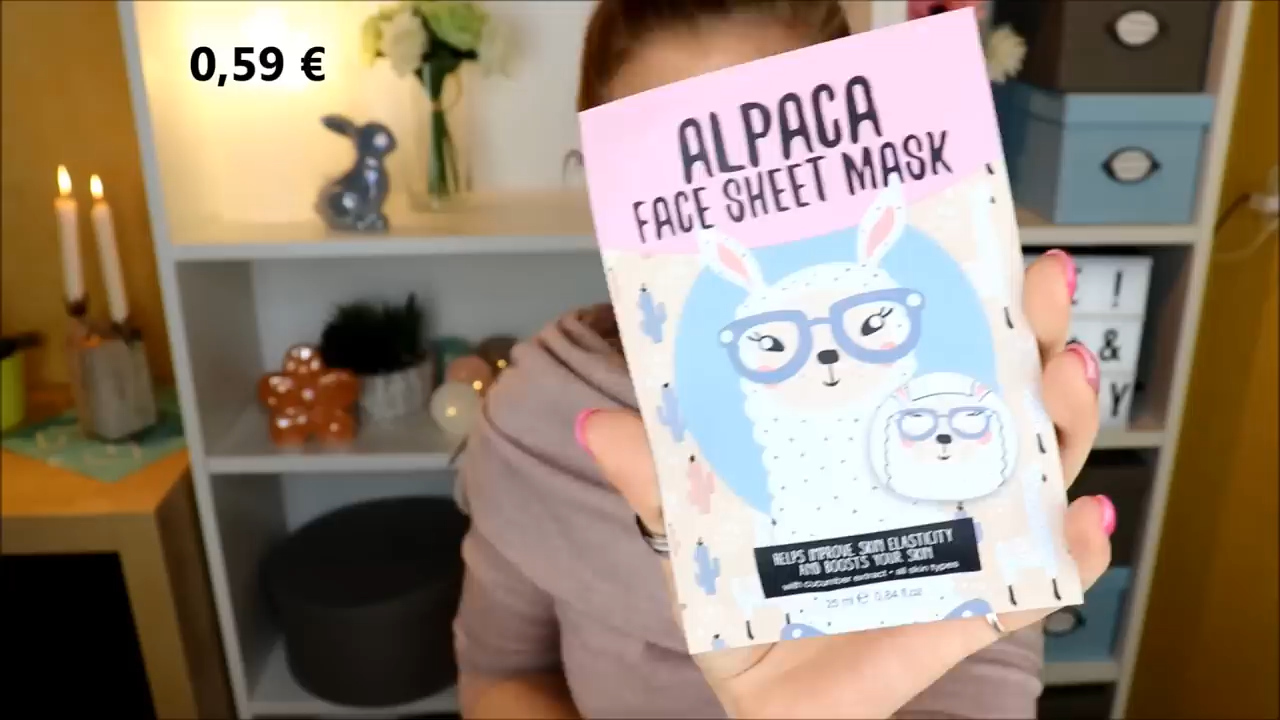 0,59 €
ALPACA
FACE SHEET MASK
HELPS IMPROVE SKIN ELASTICITY
AND BOOSTS YOUR SKIN
with cucumber extract • all skin types
25 ml ℮ 0,84 fl.oz
!
&
Y